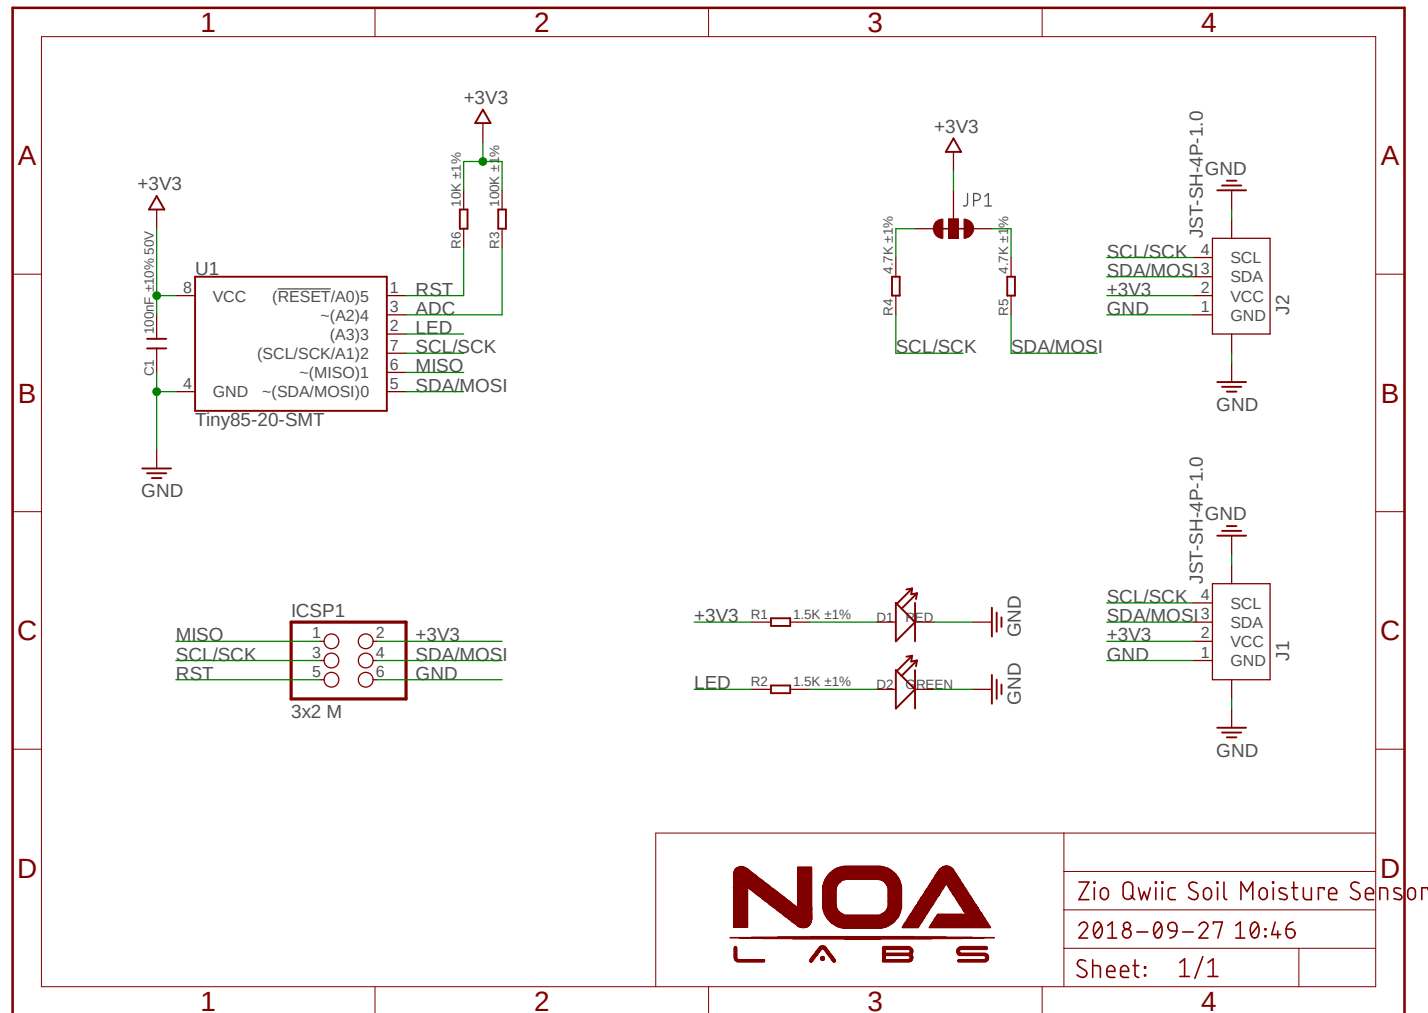 1 2 3 4
A A
B B
C C
D D
+3V3
10K ±1%
100K ±1%
R6
R3
+3V3
100nF ±10% 50V
C1
U1
8 VCC (RESET/A0)5 1 RST
~(A2)4 3 ADC
(A3)3 2 LED
(SCL/SCK/A1)2 7 SCL/SCK
~(MISO)1 6 MISO
4 GND ~(SDA/MOSI)0 5 SDA/MOSI
Tiny85-20-SMT
GND
+3V3
JP1
4.7K ±1%
4.7K ±1%
R4
R5
SCL/SCK
SDA/MOSI
JST-SH-4P-1.0
GND
SCL/SCK 4 SCL
SDA/MOSI 3 SDA
+3V3 2 VCC
GND 1 GND
J2
GND
ICSP1
MISO 1 2 +3V3
SCL/SCK 3 4 SDA/MOSI
RST 5 6 GND
3x2 M
+3V3 R1 1.5K ±1% D1 RED GND
LED R2 1.5K ±1% D2 GREEN GND
JST-SH-4P-1.0
GND
SCL/SCK 4 SCL
SDA/MOSI 3 SDA
+3V3 2 VCC
GND 1 GND
J1
GND
NOA
LABS
Zio Qwiic Soil Moisture Sensor
2018-09-27 10:46
Sheet: 1/1
1 2 3 4